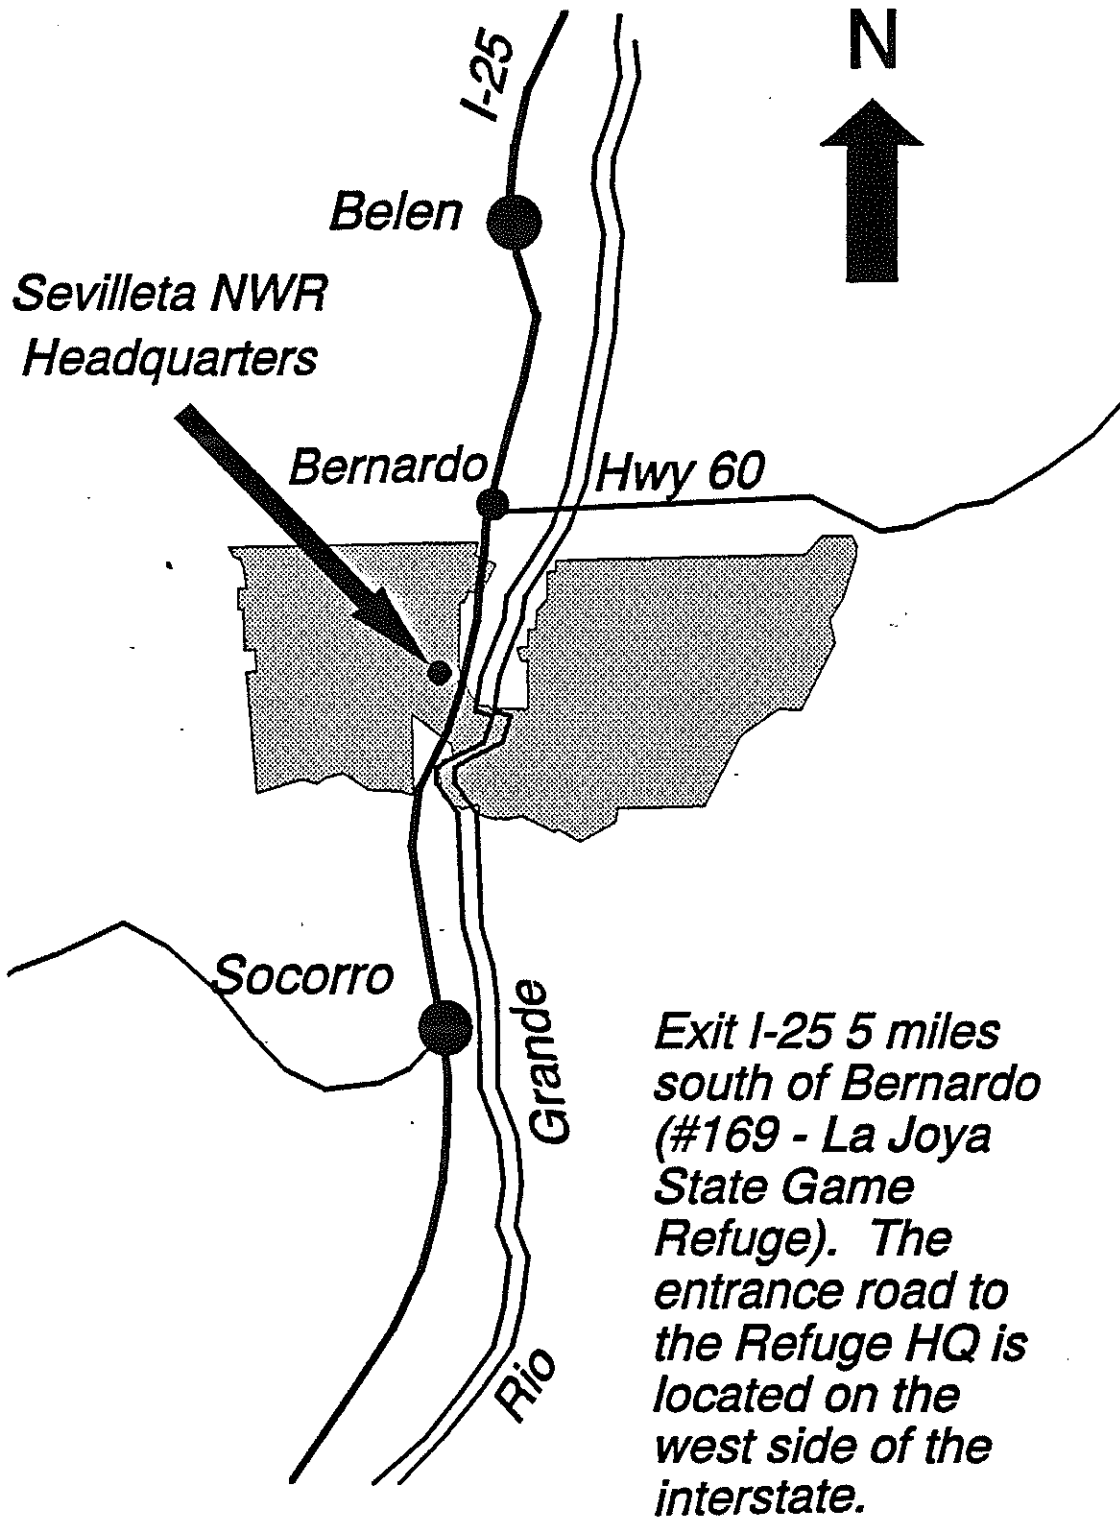 N
I-25
Belen
Sevilleta NWR
Headquarters
Bernardo
Hwy 60
Socorro
Grande
Rio
Exit I-25 5 miles
south of Bernardo
(#169 - La Joya
State Game
Refuge).  The
entrance road to
the Refuge HQ is
located on the
west side of the
interstate.